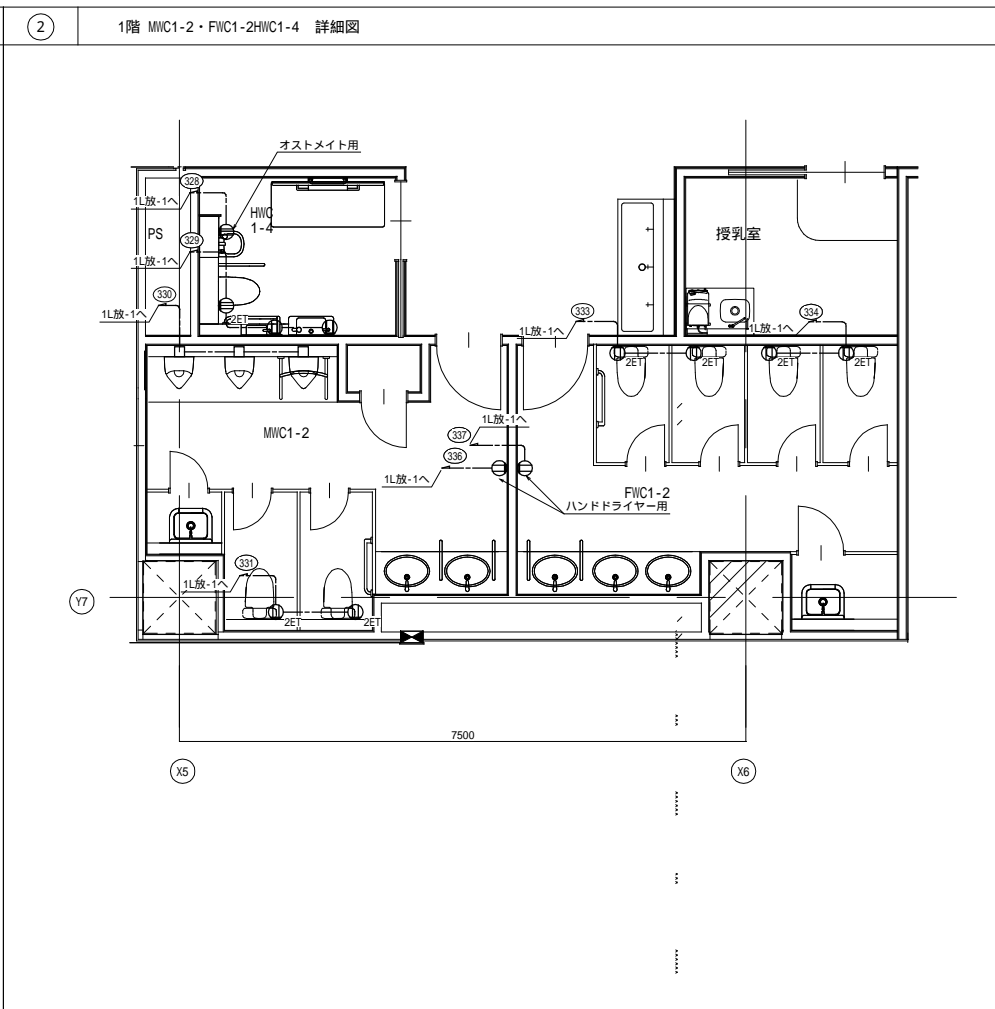 2
1階 MWC1-2・FWC1-2HWC1-4 詳細図
オストメイト用
328
1L放-1へ
HWC
1-4
PS
329
1L放-1へ
授乳室
330
1L放-1へ
2ET
333
1L放-1へ
334
1L放-1へ
2ET
2ET
2ET
2ET
MWC1-2
337
1L放-1へ
336
1L放-1へ
FWC1-2
ハンドドライヤー用
331
1L放-1へ
2ET
2ET
Y7
7500
X5
X6